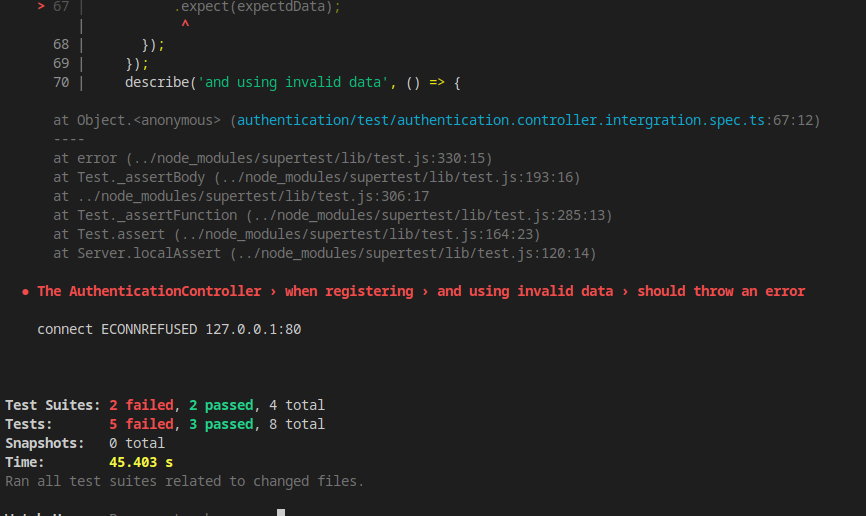 > 67 |           .expect(expectdData);
     |            ^
  68 |       });
  69 |     });
  70 |     describe('and using invalid data', () => {
at Object.<anonymous> (authentication/test/authentication.controller.intergration.spec.ts:67:12)
----
at error (../node_modules/supertest/lib/test.js:330:15)
at Test._assertBody (../node_modules/supertest/lib/test.js:193:16)
at ../node_modules/supertest/lib/test.js:306:17
at Test._assertFunction (../node_modules/supertest/lib/test.js:285:13)
at Test.assert (../node_modules/supertest/lib/test.js:164:23)
at Server.localAssert (../node_modules/supertest/lib/test.js:120:14)
● The AuthenticationController › when registering › and using invalid data › should throw an error
connect ECONNREFUSED 127.0.0.1:80
Test Suites: 2 failed, 2 passed, 4 total
Tests:       5 failed, 3 passed, 8 total
Snapshots:   0 total
Time:        45.403 s
Ran all test suites related to changed files.